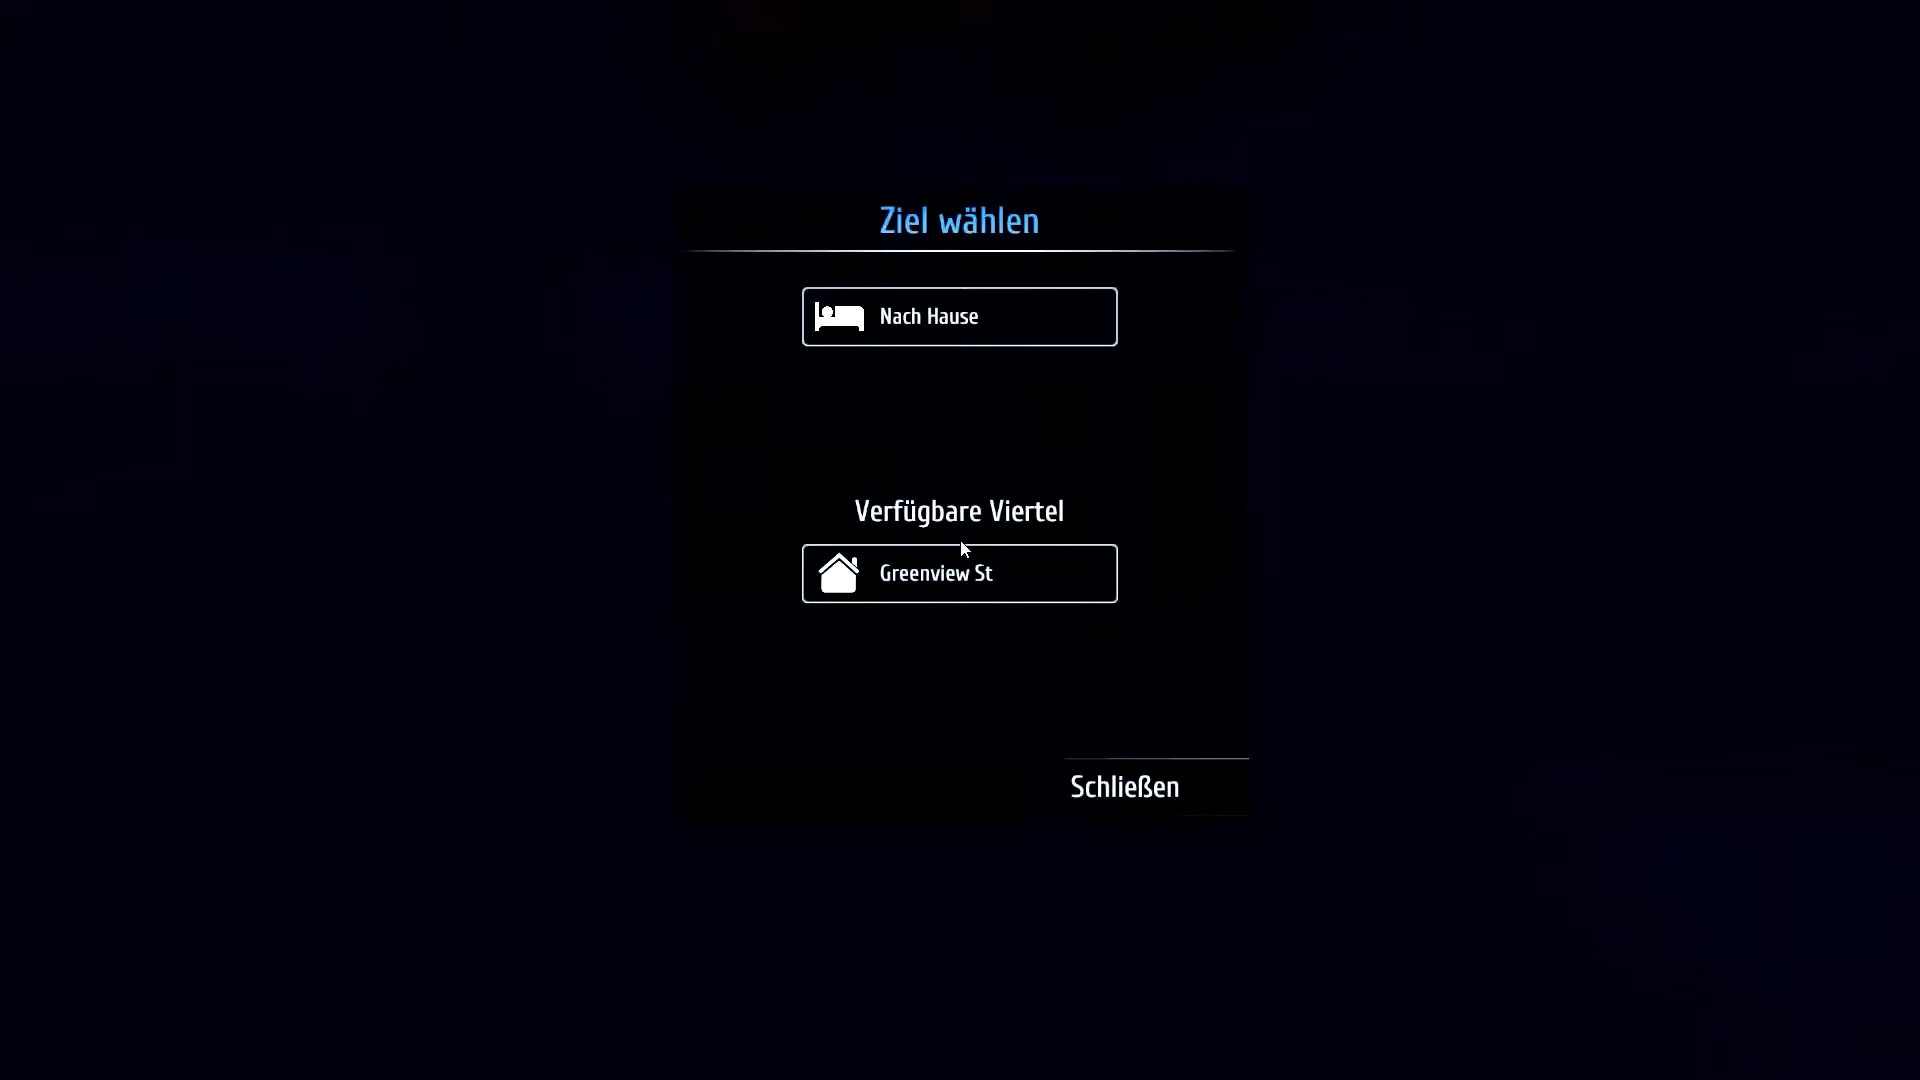 Ziel wählen
Nach Hause
Verfügbare Viertel
Greenview St
Schließen